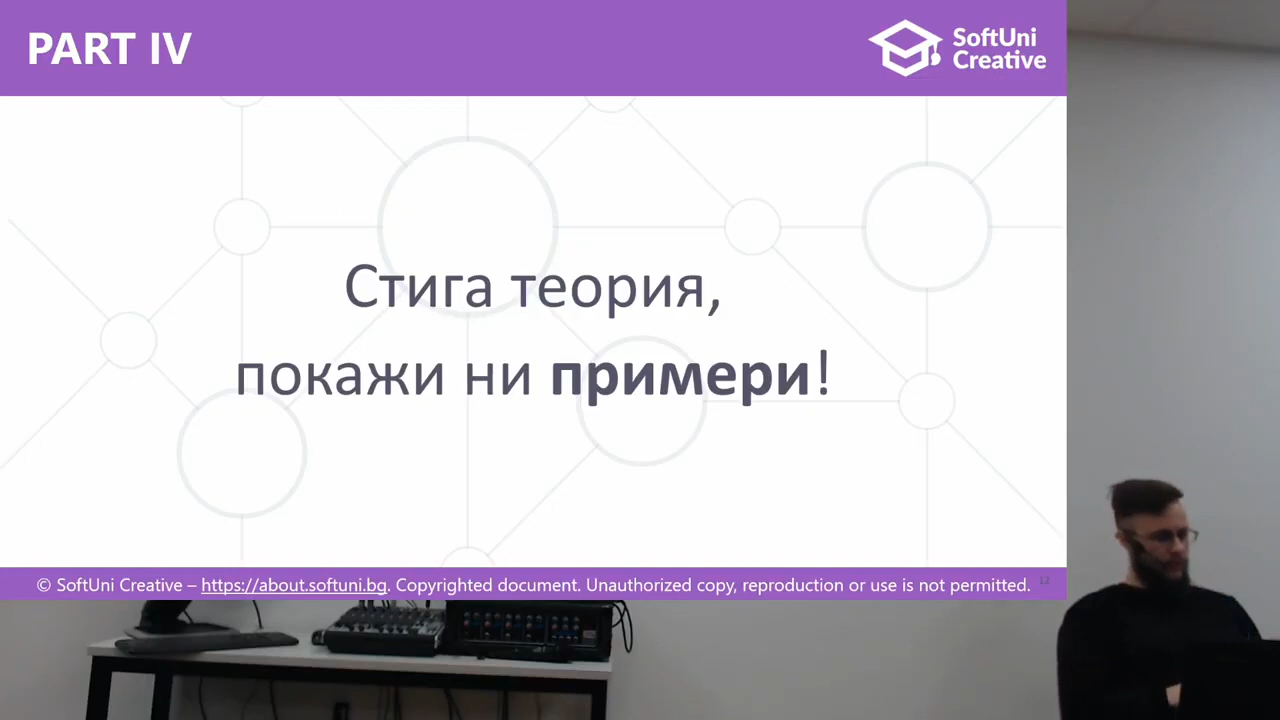 PART IV
SoftUni
Creative
Стига теория,
покажи ни примери!
© SoftUni Creative – https://about.softuni.bg. Copyrighted document. Unauthorized copy, reproduction or use is not permitted.
12